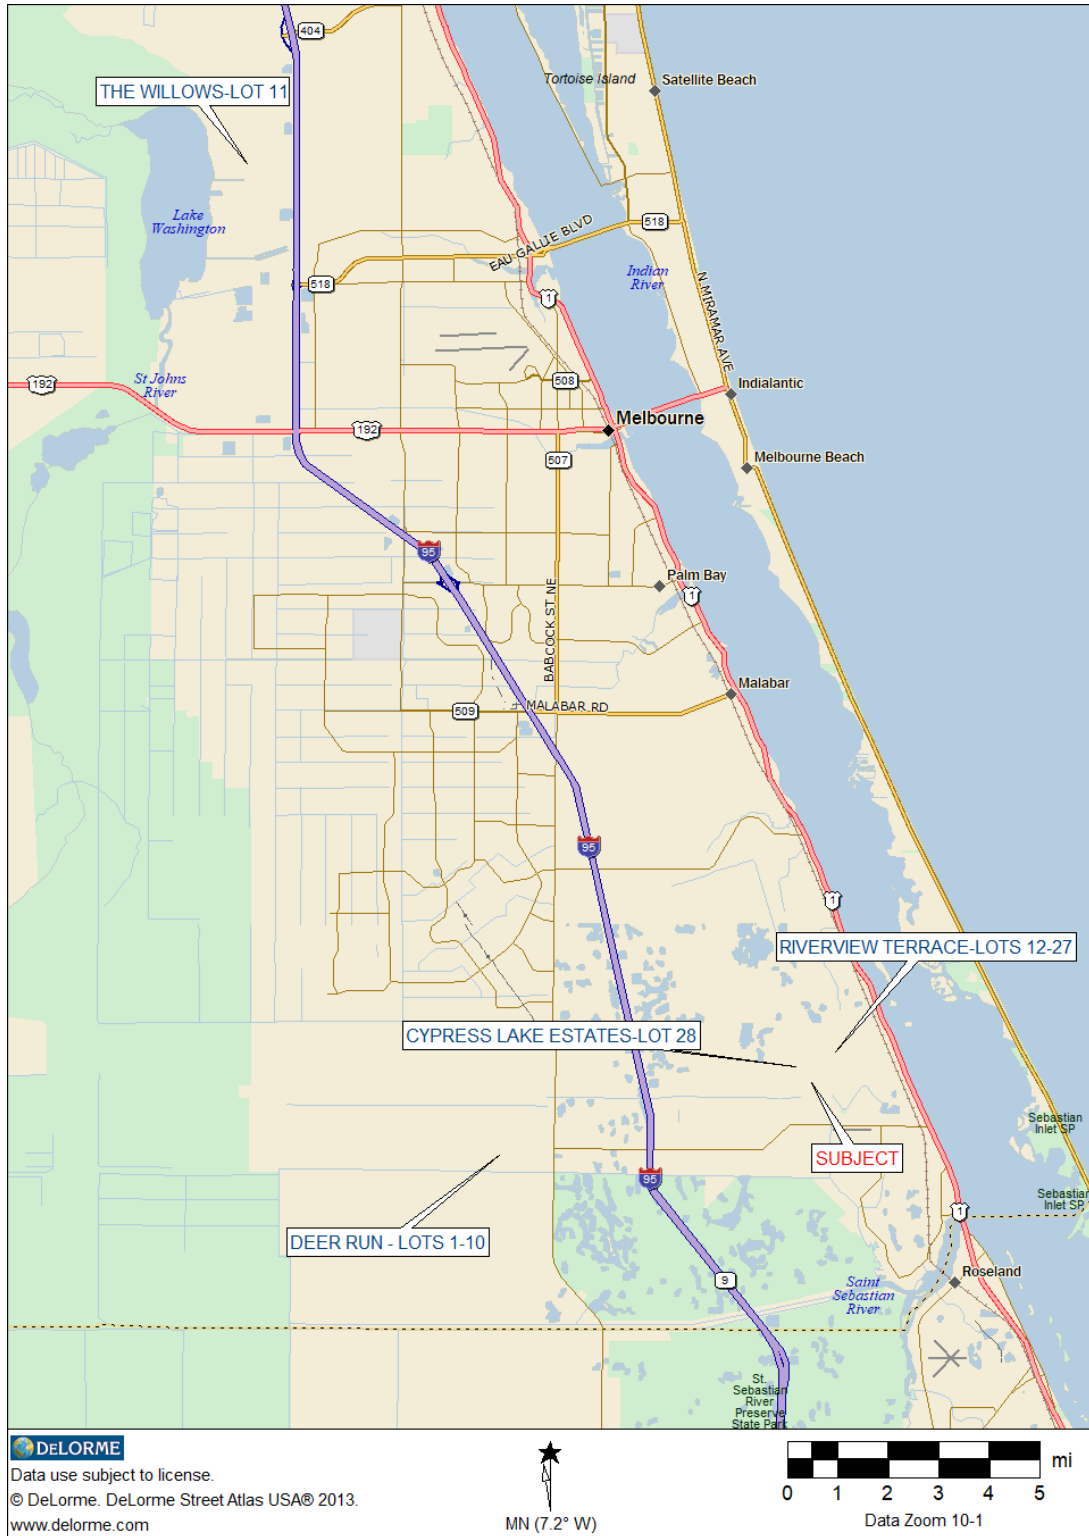 404
THE WILLOWS-LOT 11
Tortoise Island
Satellite Beach
Lake
Washington
518
EAU GALLIE BLVD
518
Indian
River
N MIRAMAR AVE
1
St Johns
River
192
508
Indialantic
192
Melbourne
507
Melbourne Beach
95
Palm Bay
1
BABCOCK ST NE
Malabar
509
MALABAR RD
95
1
RIVERVIEW TERRACE-LOTS 12-27
CYPRESS LAKE ESTATES-LOT 28
Sebastian
Inlet SP
SUBJECT
95
Sebastian
Inlet SP
1
DEER RUN - LOTS 1-10
9
Roseland
Saint
Sebastian
River
St.
Sebastian
River
Preserve
State Park
DELORME
Data use subject to license.
© DeLorme. DeLorme Street Atlas USA® 2013.
www.delorme.com
MN (7.2° W)
mi
0 1 2 3 4 5
Data Zoom 10-1